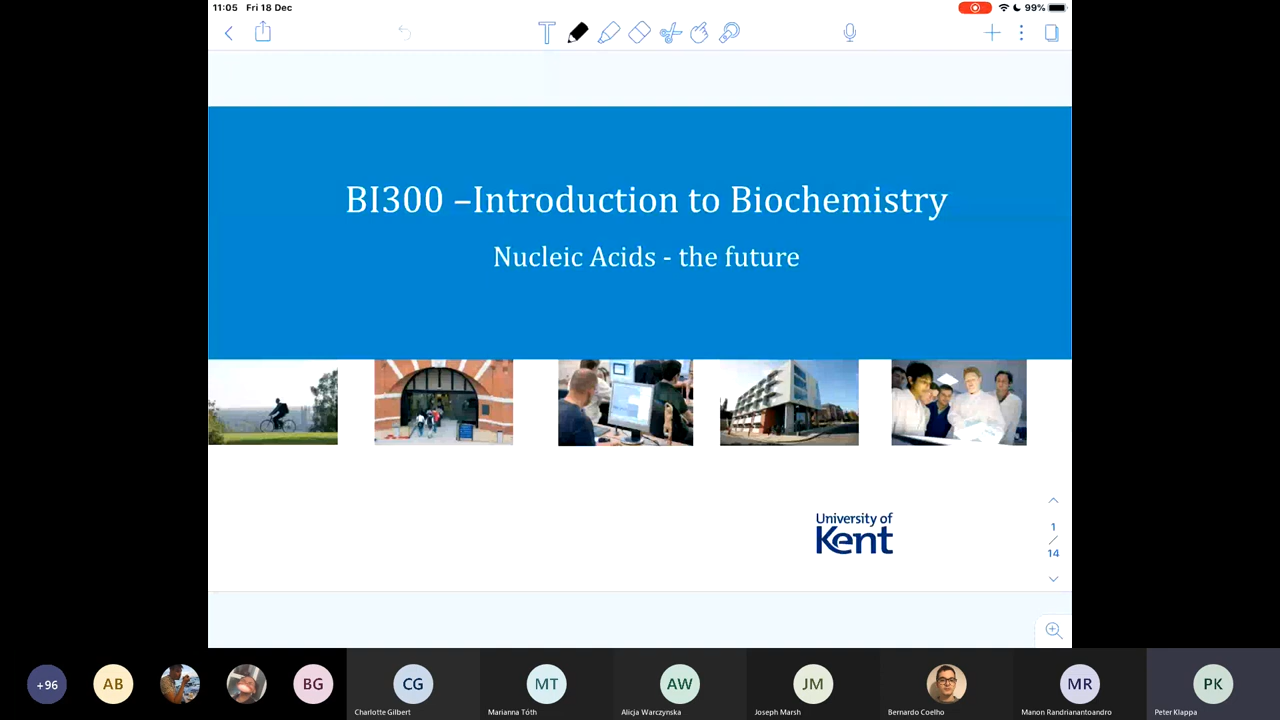 11:05 Fri 18 Dec
99%
T
BI300 –Introduction to Biochemistry
Nucleic Acids - the future
University of
Kent
1
14
+96
AB
BG
CG
MT
AW
JM
MR
PK
Charlotte Gilbert
Marianna Tóth
Alicja Warczynska
Joseph Marsh
Bernardo Coelho
Manon Randrianantoandro
Peter Klappa